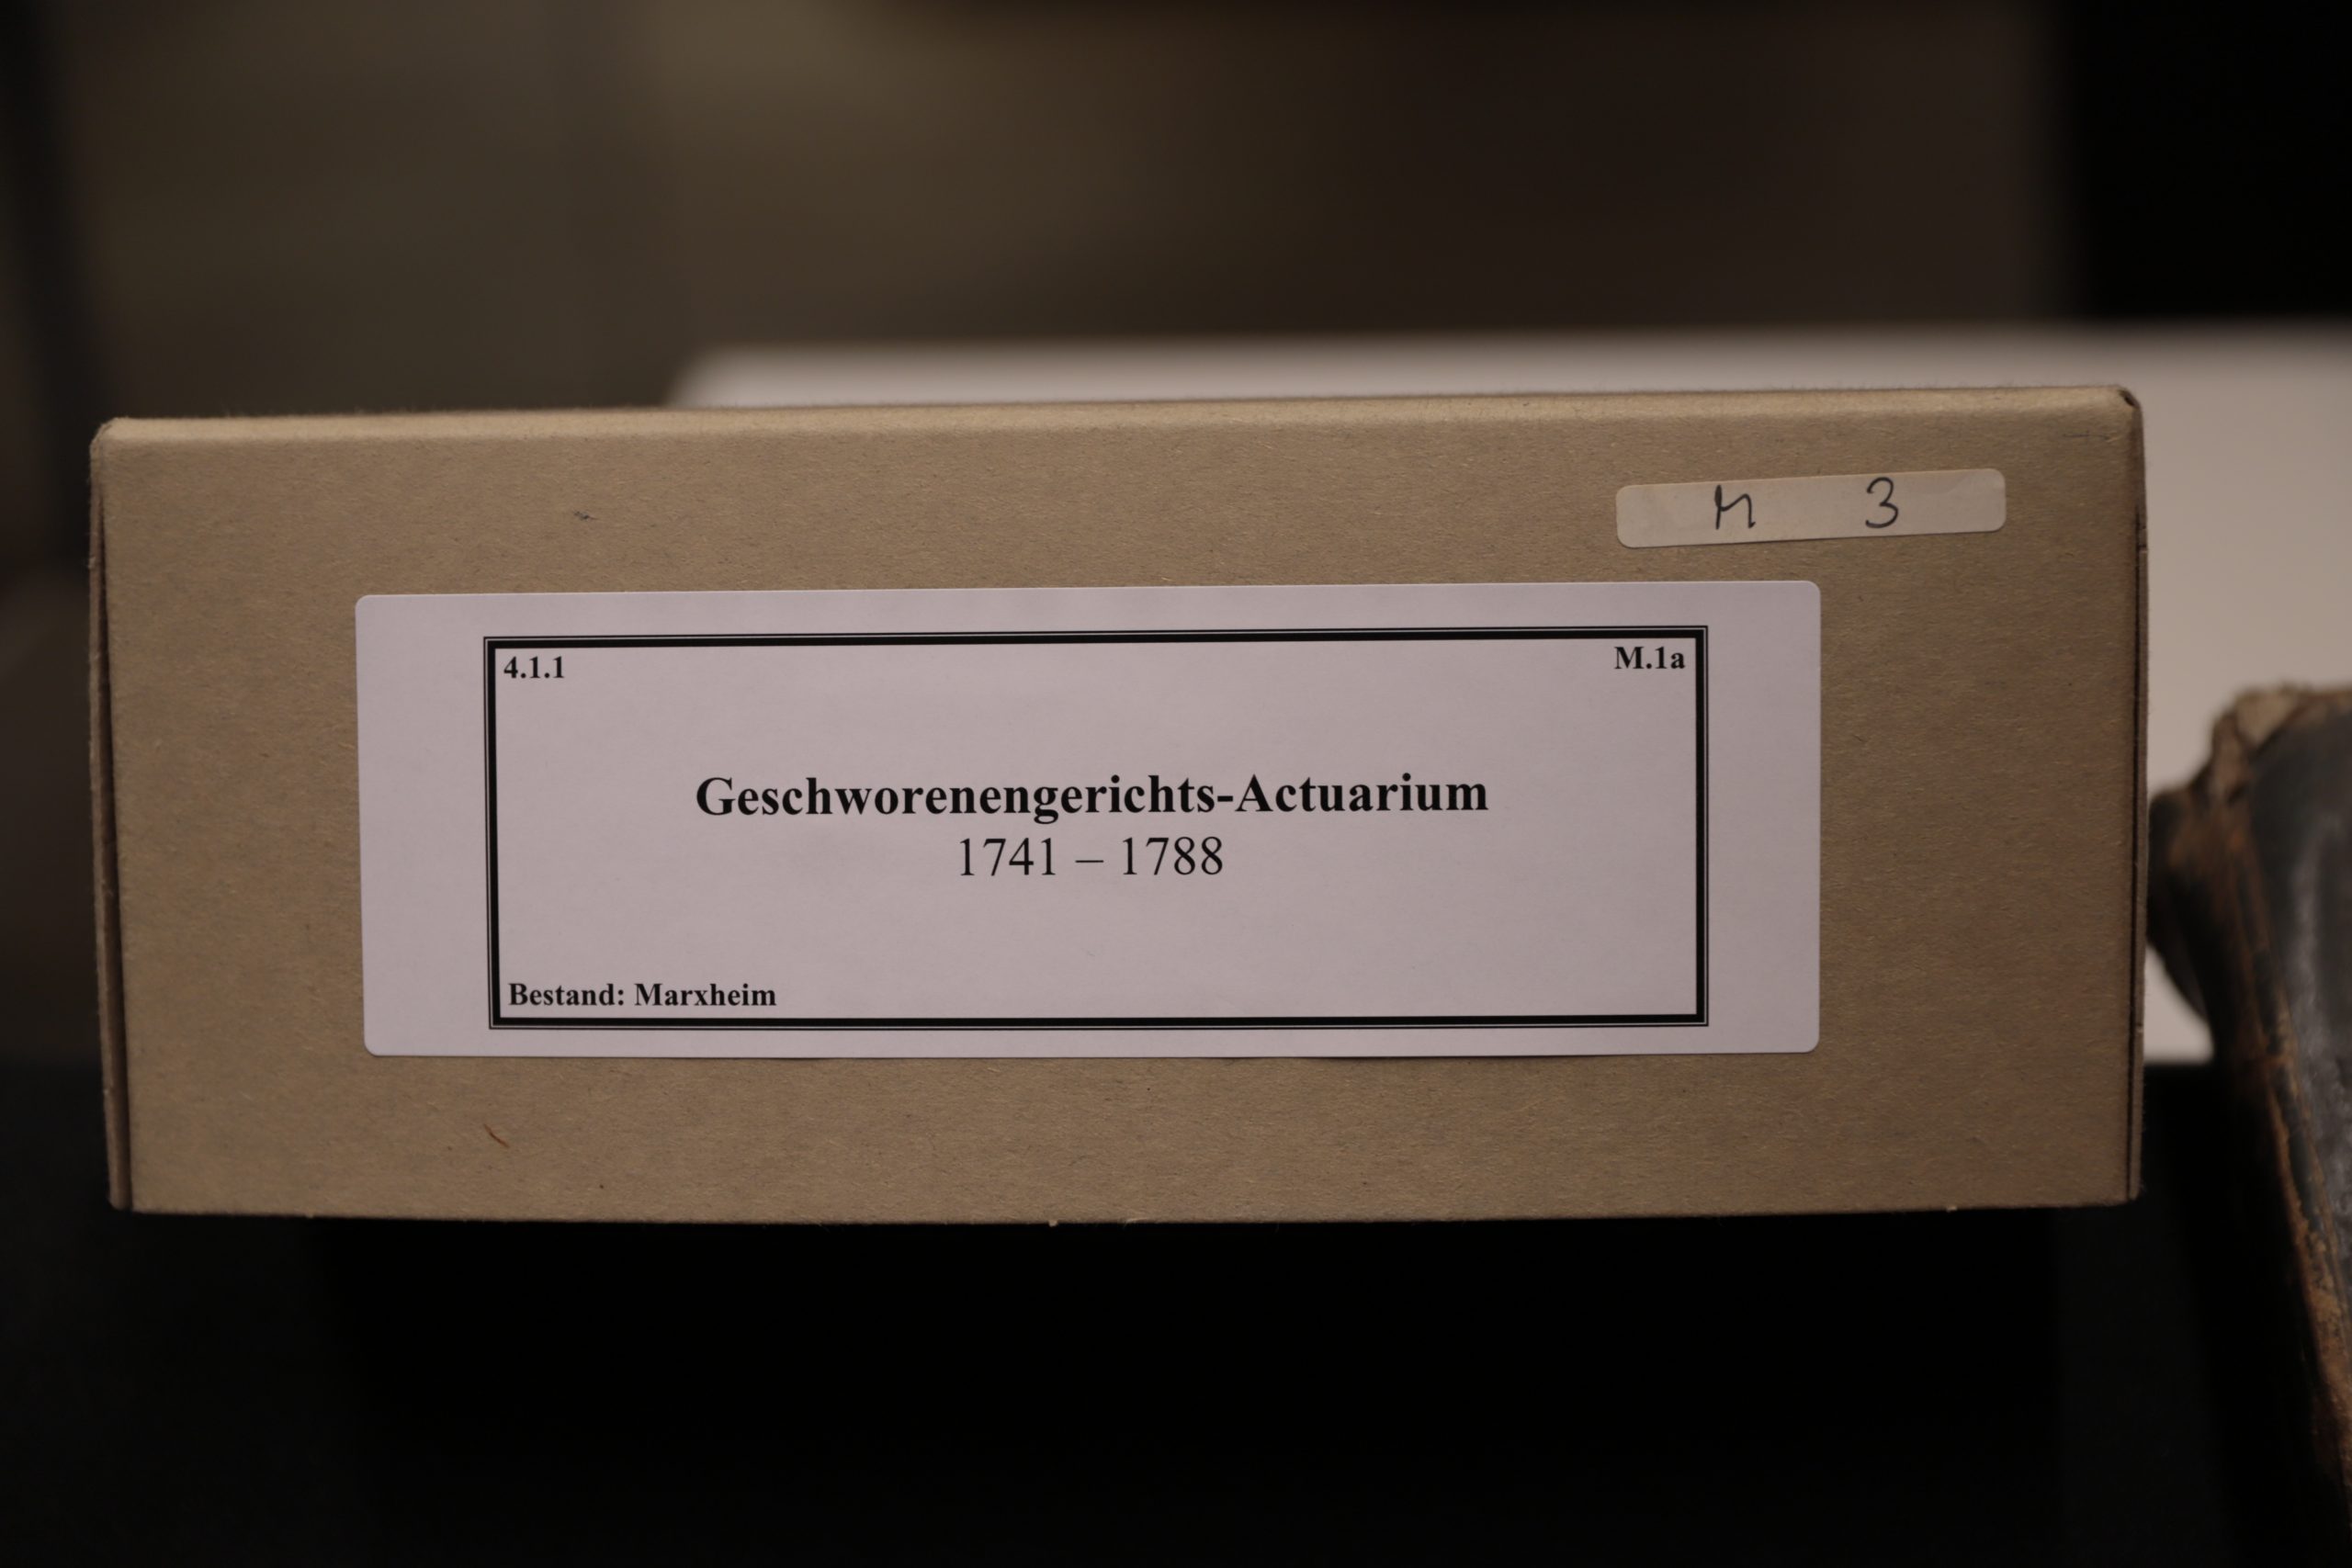 M 3
4.1.1 M.1a
Geschworenengerichts-Actuarium
1741 – 1788
Bestand: Marxheim